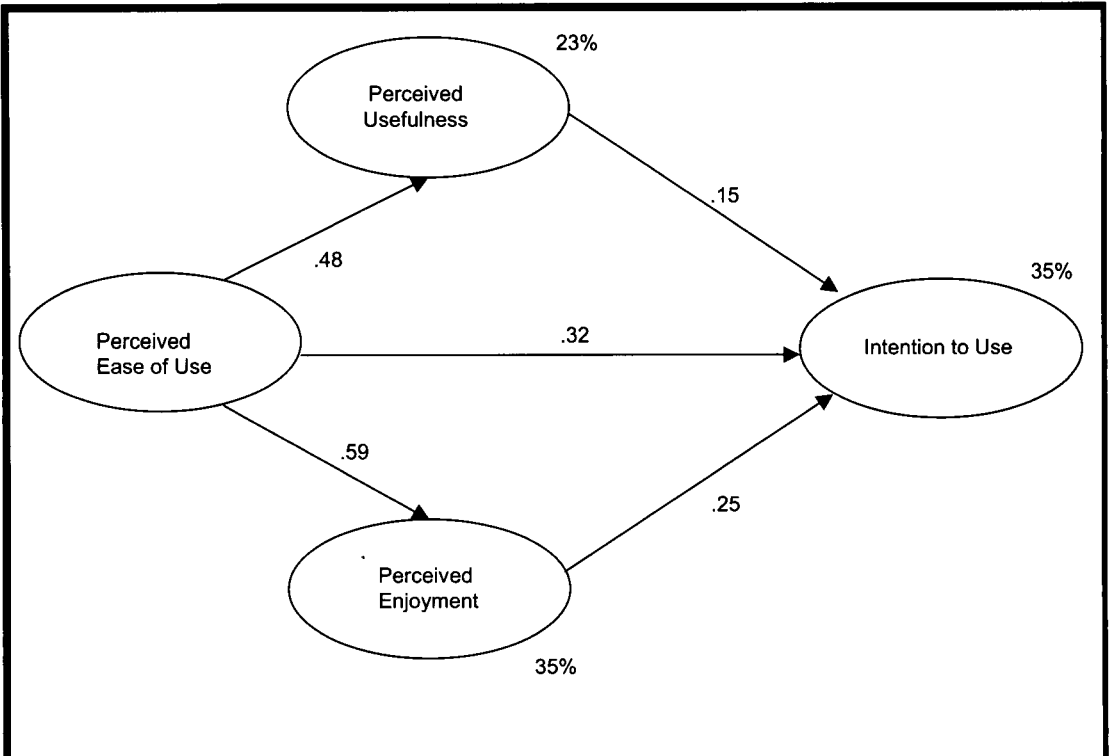 23%
Perceived
Usefulness
.15
.48
35%
Perceived
Ease of Use
.32
Intention to Use
.59
.25
Perceived
Enjoyment
35%